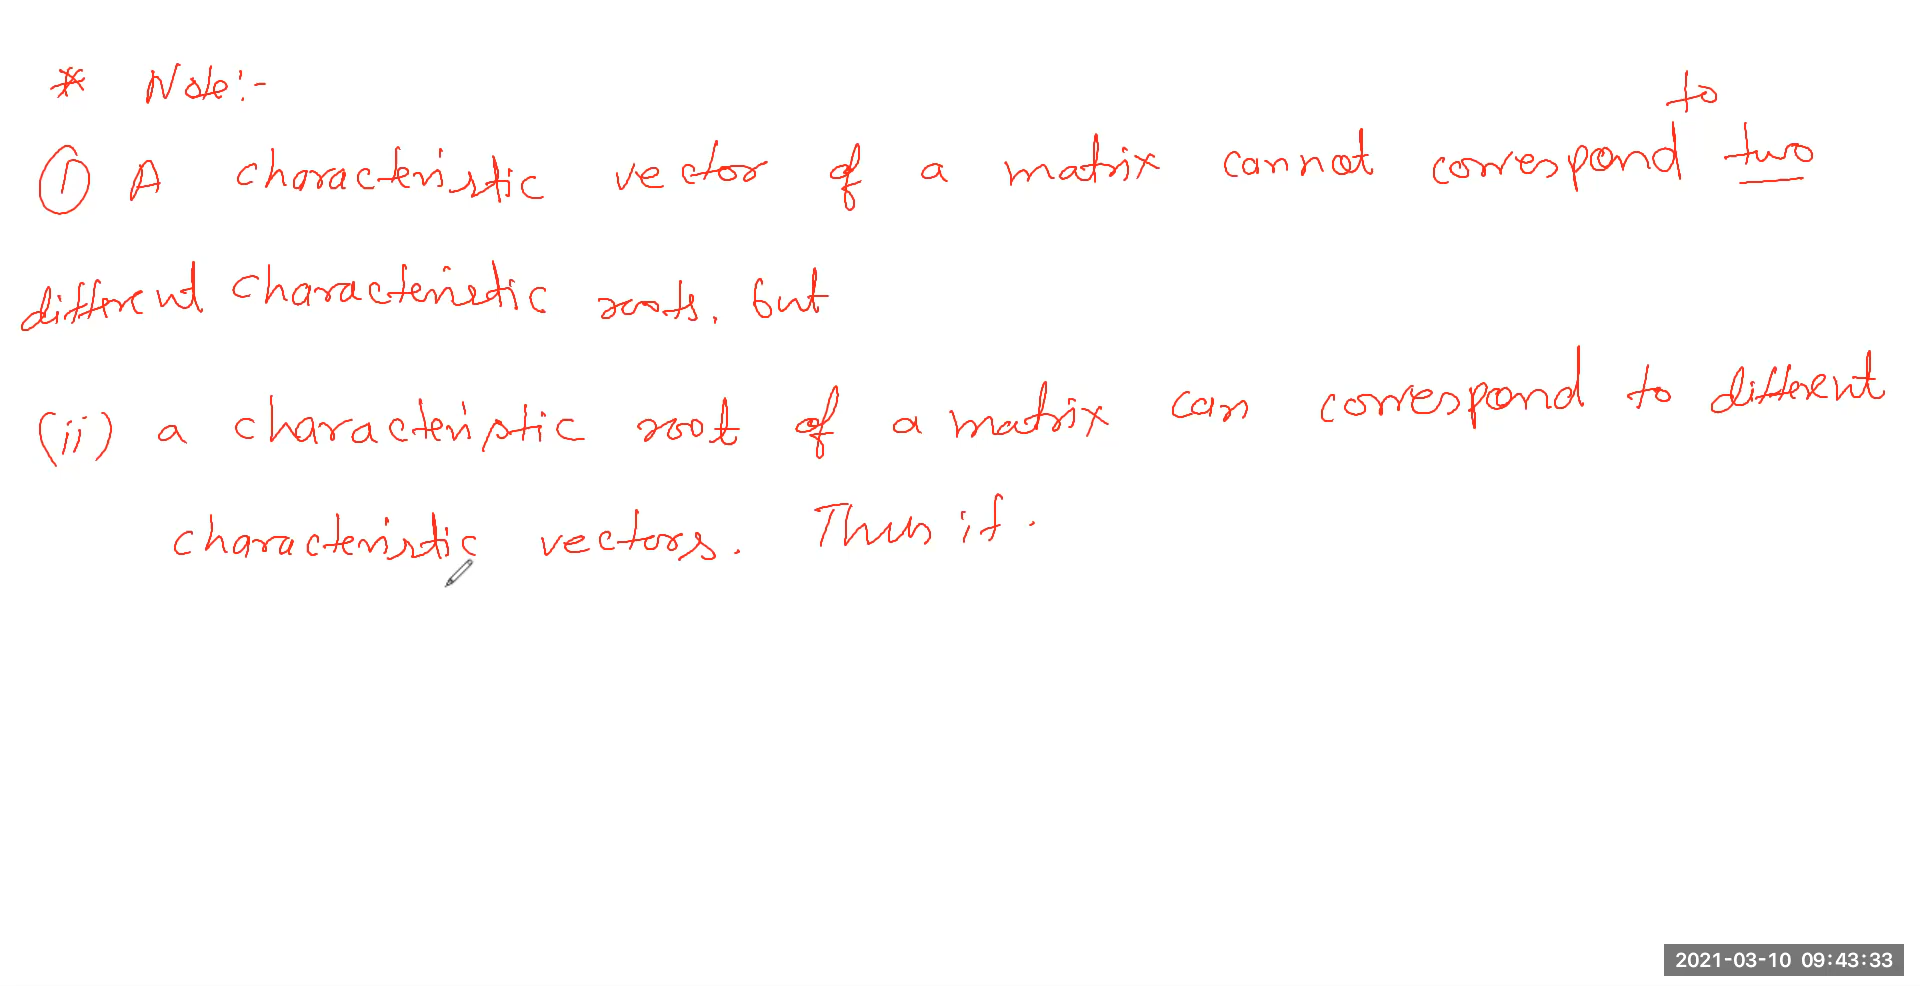 * Note:-
① A characteristic vector of a matrix cannot correspond to two
different characteristic roots, but
(ii) a characteristic root of a matrix can correspond to different
characteristic vectors. Thus if.
2021-03-10 09:43:33